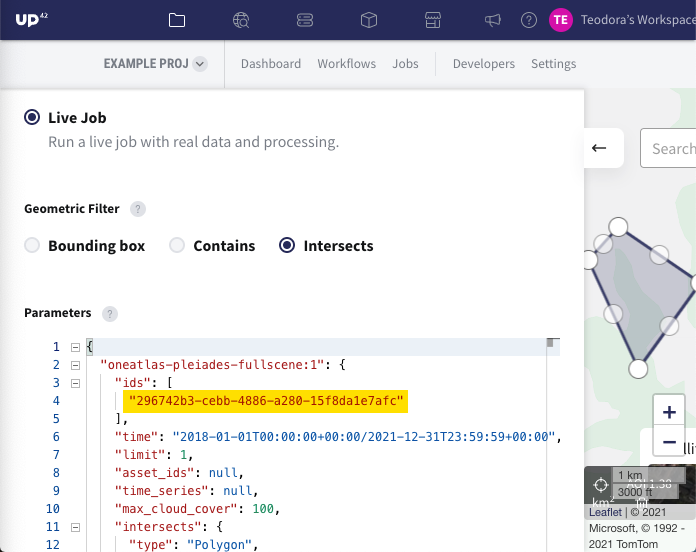 up42
TE Teodora's Workspace
EXAMPLE PROJ Dashboard Workflows Jobs Developers Settings
Live Job
Run a live job with real data and processing.
Search
Geometric Filter ?
Bounding box Contains Intersects
Parameters ?
1 {
2 "oneatlas-pleiades-fullscene:1": {
3 "ids": [
4 "296742b3-cebb-4886-a280-15f8da1e7afc"
5 ],
6 "time": "2018-01-01T00:00:00+00:00/2021-12-31T23:59:59+00:00",
7 "limit": 1,
8 "asset_ids": null,
9 "time_series": null,
10 "max_cloud_cover": 100,
11 "intersects": {
12 "type": "Polygon",
+
−
1 km
3000 ft
km²
Leaflet | © 2021
Microsoft, © 1992 -
2021 TomTom